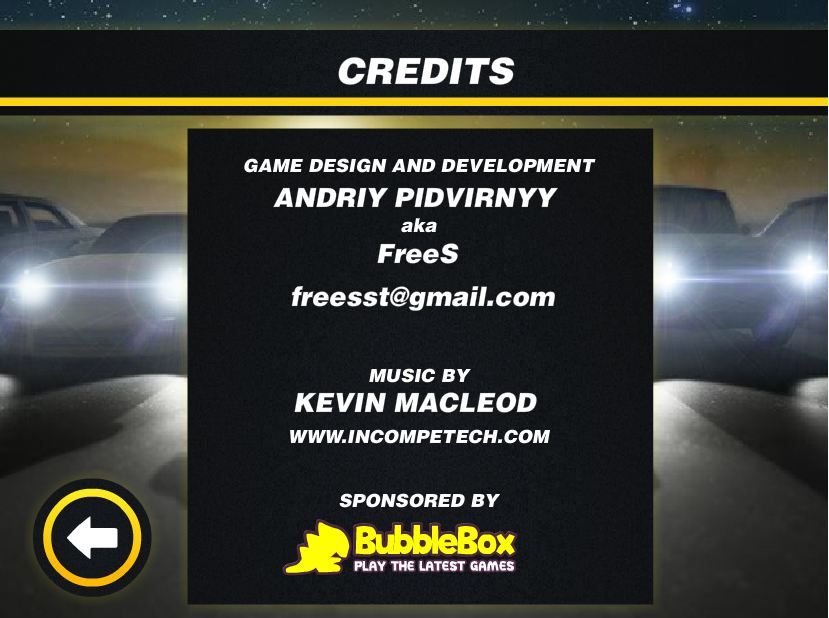 CREDITS
GAME DESIGN AND DEVELOPMENT
ANDRIY PIDVIRNYY
aka
FreeS
freesst@gmail.com
MUSIC BY
KEVIN MACLEOD
WWW.INCOMPETECH.COM
SPONSORED BY
BubbleBox
PLAY THE LATEST GAMES